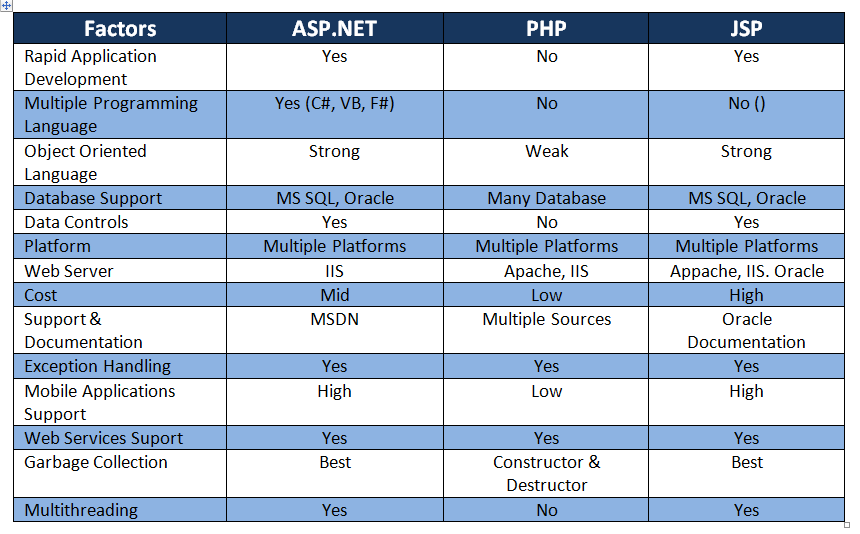 Factors ASP.NET PHP JSP
Rapid Application Development Yes No Yes
Multiple Programming Language Yes (C#, VB, F#) No No ()
Object Oriented Language Strong Weak Strong
Database Support MS SQL, Oracle Many Database MS SQL, Oracle
Data Controls Yes No Yes
Platform Multiple Platforms Multiple Platforms Multiple Platforms
Web Server IIS Apache, IIS Appache, IIS. Oracle
Cost Mid Low High
Support & Documentation MSDN Multiple Sources Oracle Documentation
Exception Handling Yes Yes Yes
Mobile Applications Support High Low High
Web Services Suport Yes Yes Yes
Garbage Collection Best Constructor & Destructor Best
Multithreading Yes No Yes